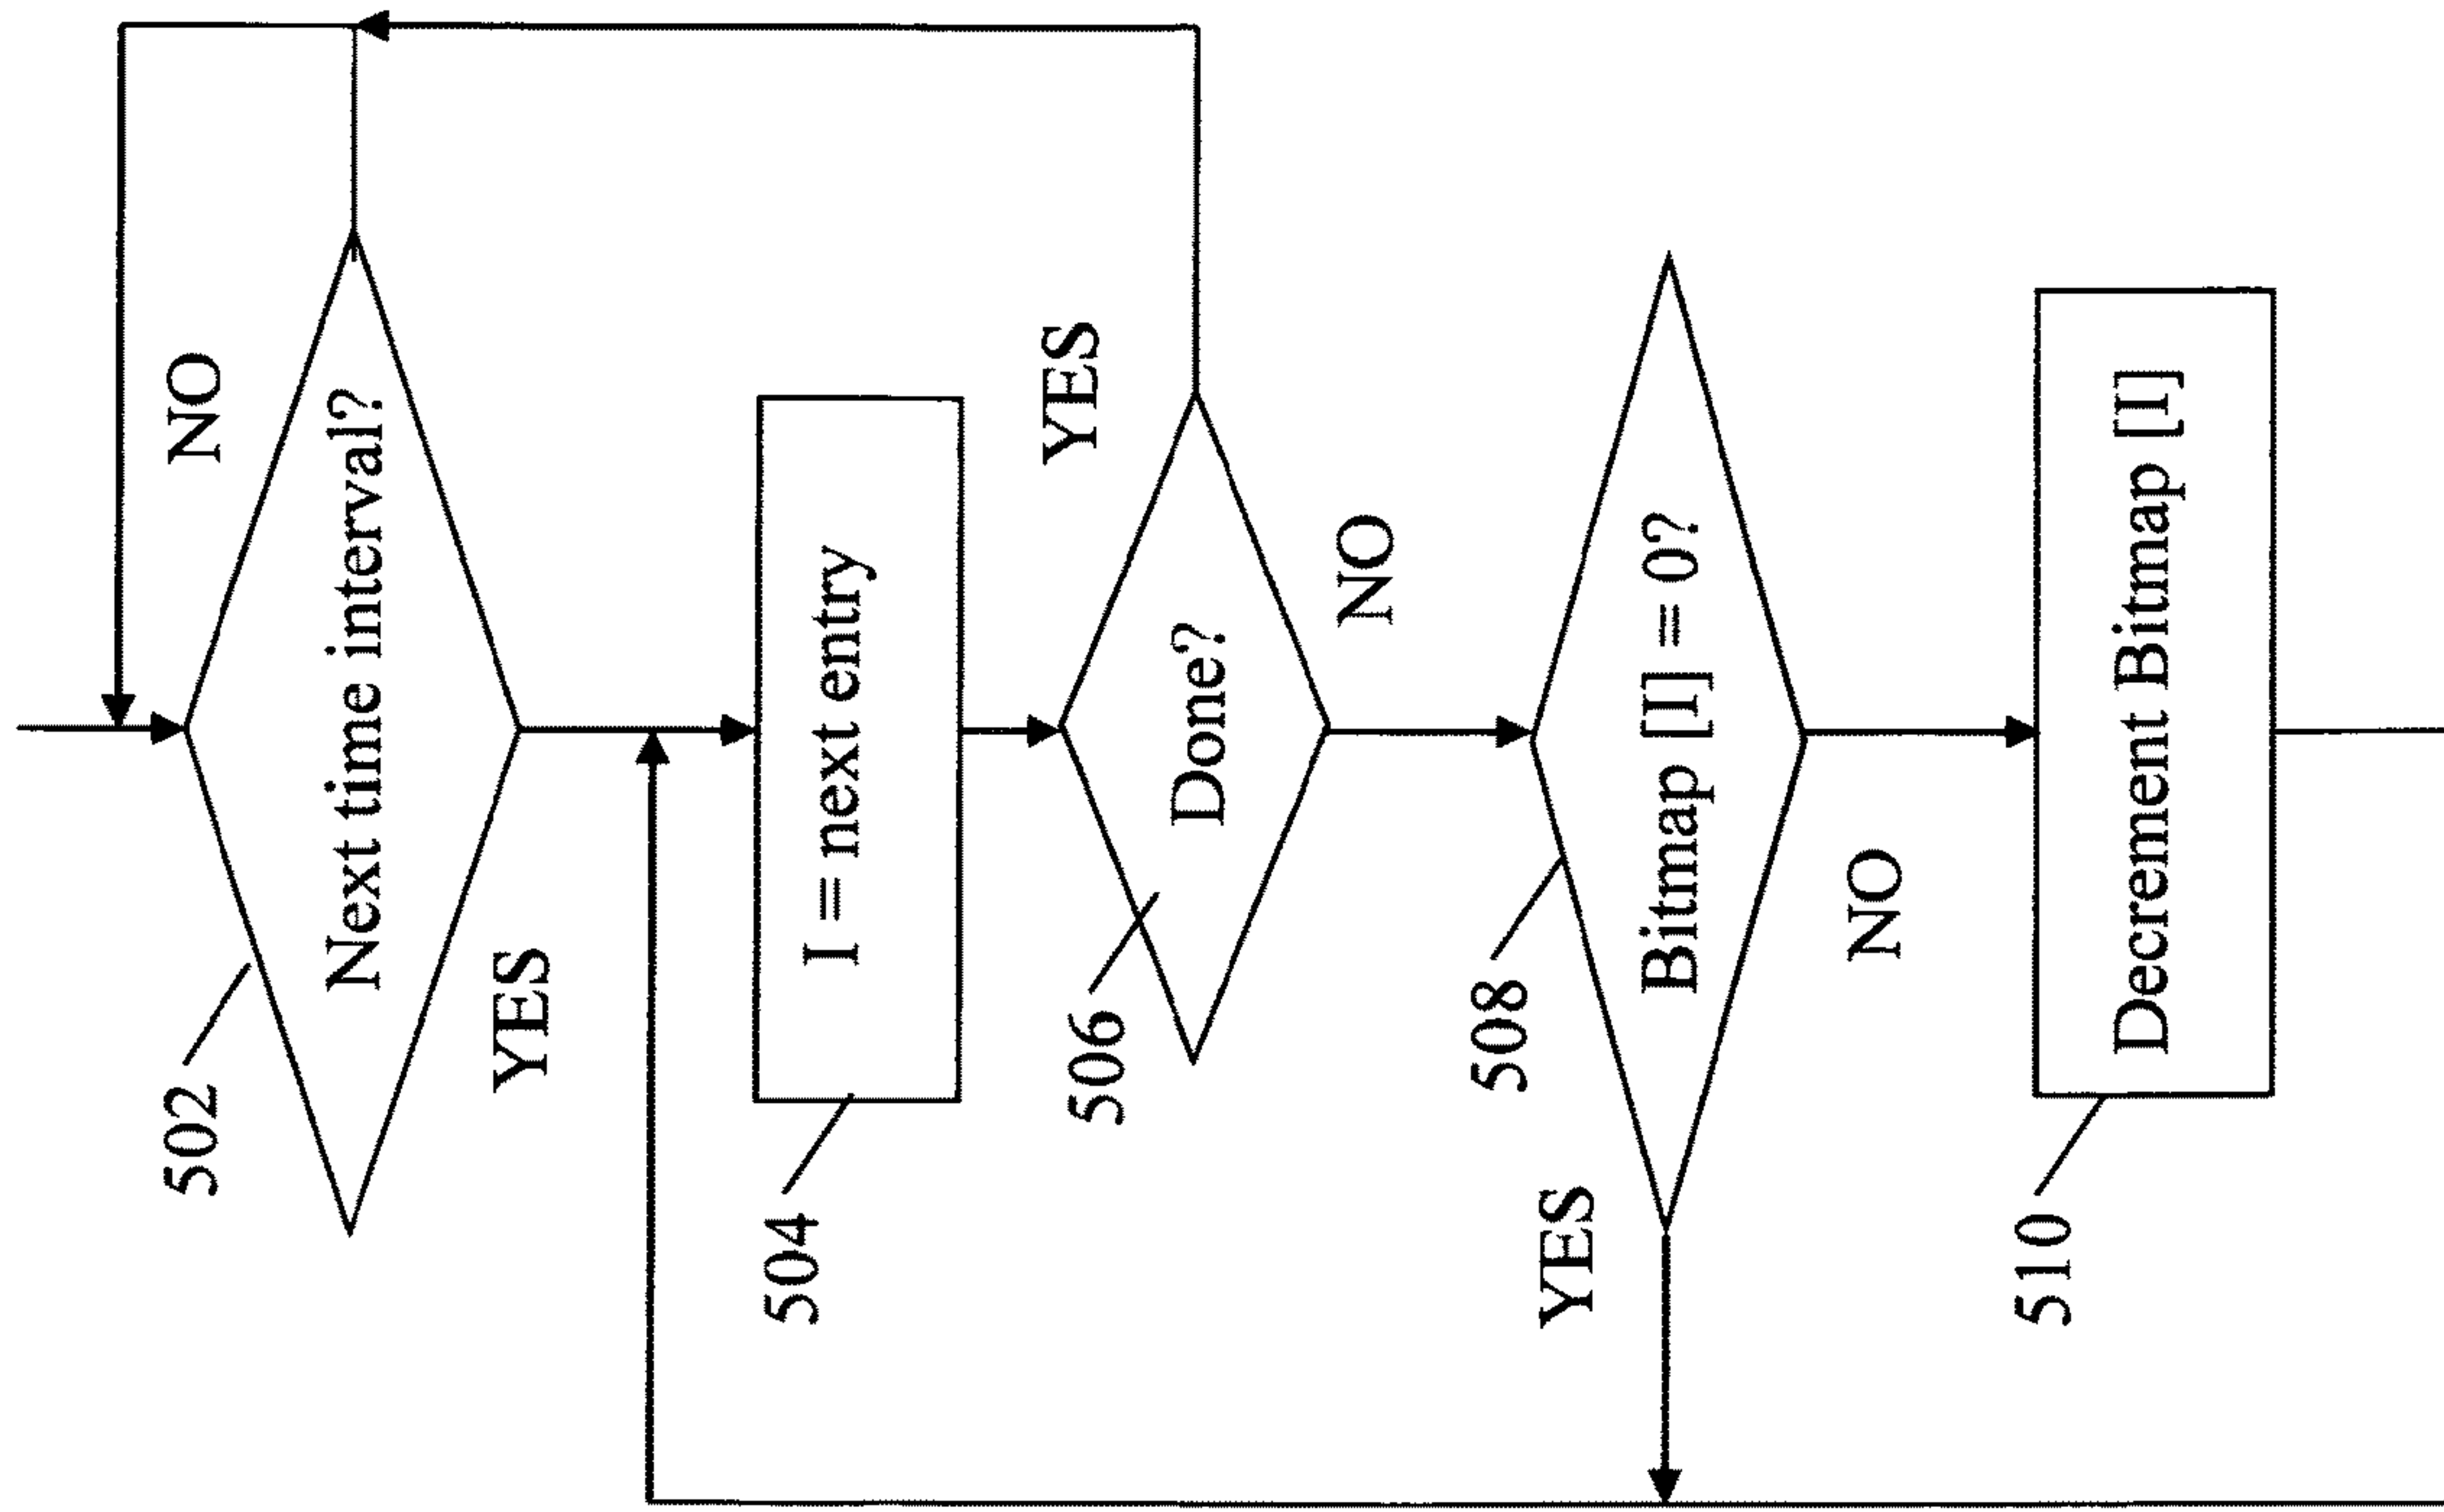 502
Next time interval?
NO
YES
504
I = next entry
506
Done?
YES
NO
508
Bitmap [I] = 0?
YES
NO
510
Decrement Bitmap [I]